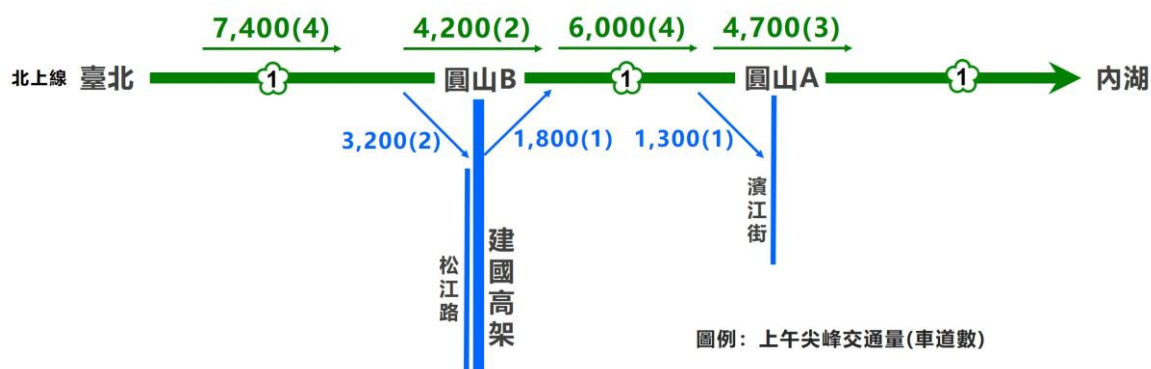 7,400(4)
4,200(2)
6,000(4)
4,700(3)
北上線 臺北
1
圓山B
1
圓山A
1
內湖
3,200(2)
1,800(1)
1,300(1)
濱江街
松江路
建國高架
圖例：上午尖峰交通量(車道數)